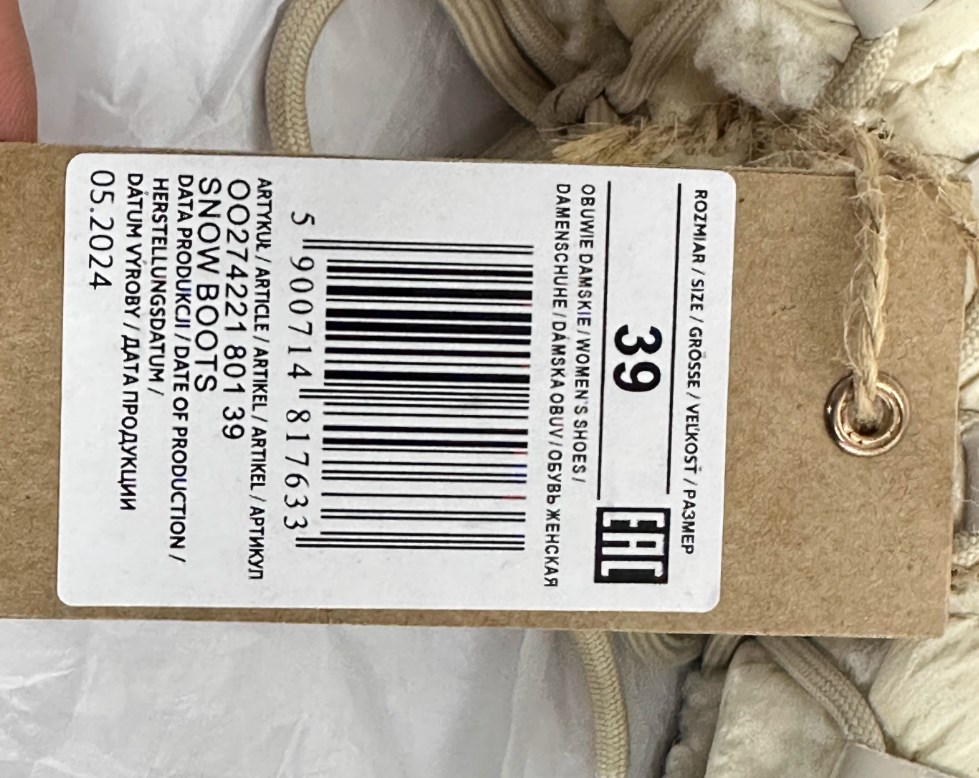 ROZMIAR / SIZE / GRÖSSE / VEĽKOSŤ / РАЗМЕР
39
EAC
OBUWIE DAMSKIE / WOMEN'S SHOES /
DAMENSCHUHE / DÁMSKA OBUV / ОБУВЬ ЖЕНСКАЯ
5 900714 817633
ARTYKUŁ / ARTICLE / ARTIKEL / ARTIKEL / АРТИКУЛ
OO274221 801 39
SNOW BOOTS
DATA PRODUKCJI / DATE OF PRODUCTION /
HERSTELLUNGSDATUM /
DÁTUM VÝROBY / ДАТА ПРОДУКЦИИ
05.2024